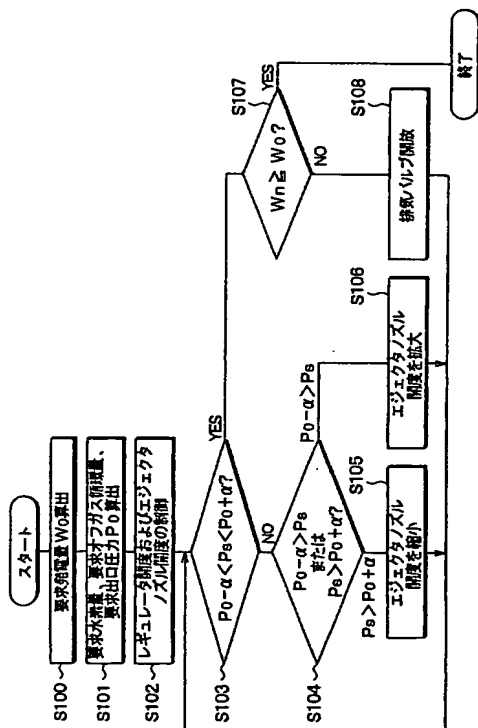 スタート
S100
要求発電量 Wo 算出
S101
要求水素量、要求オフガス循環量、
要求出口圧力 Po 算出
S102
レギュレータ開度およびエジェクタ
ノズル開度の制御
S103
Po-α<Ps<Po+α?
YES
NO
S104
Po-α>Ps
または
Ps>Po+α?
Ps>Po+α
Po-α>Ps
S105
エジェクタノズル
開度を縮小
S106
エジェクタノズル
開度を拡大
S107
Wn≧Wo?
YES
NO
S108
排気バルブ開放
終了